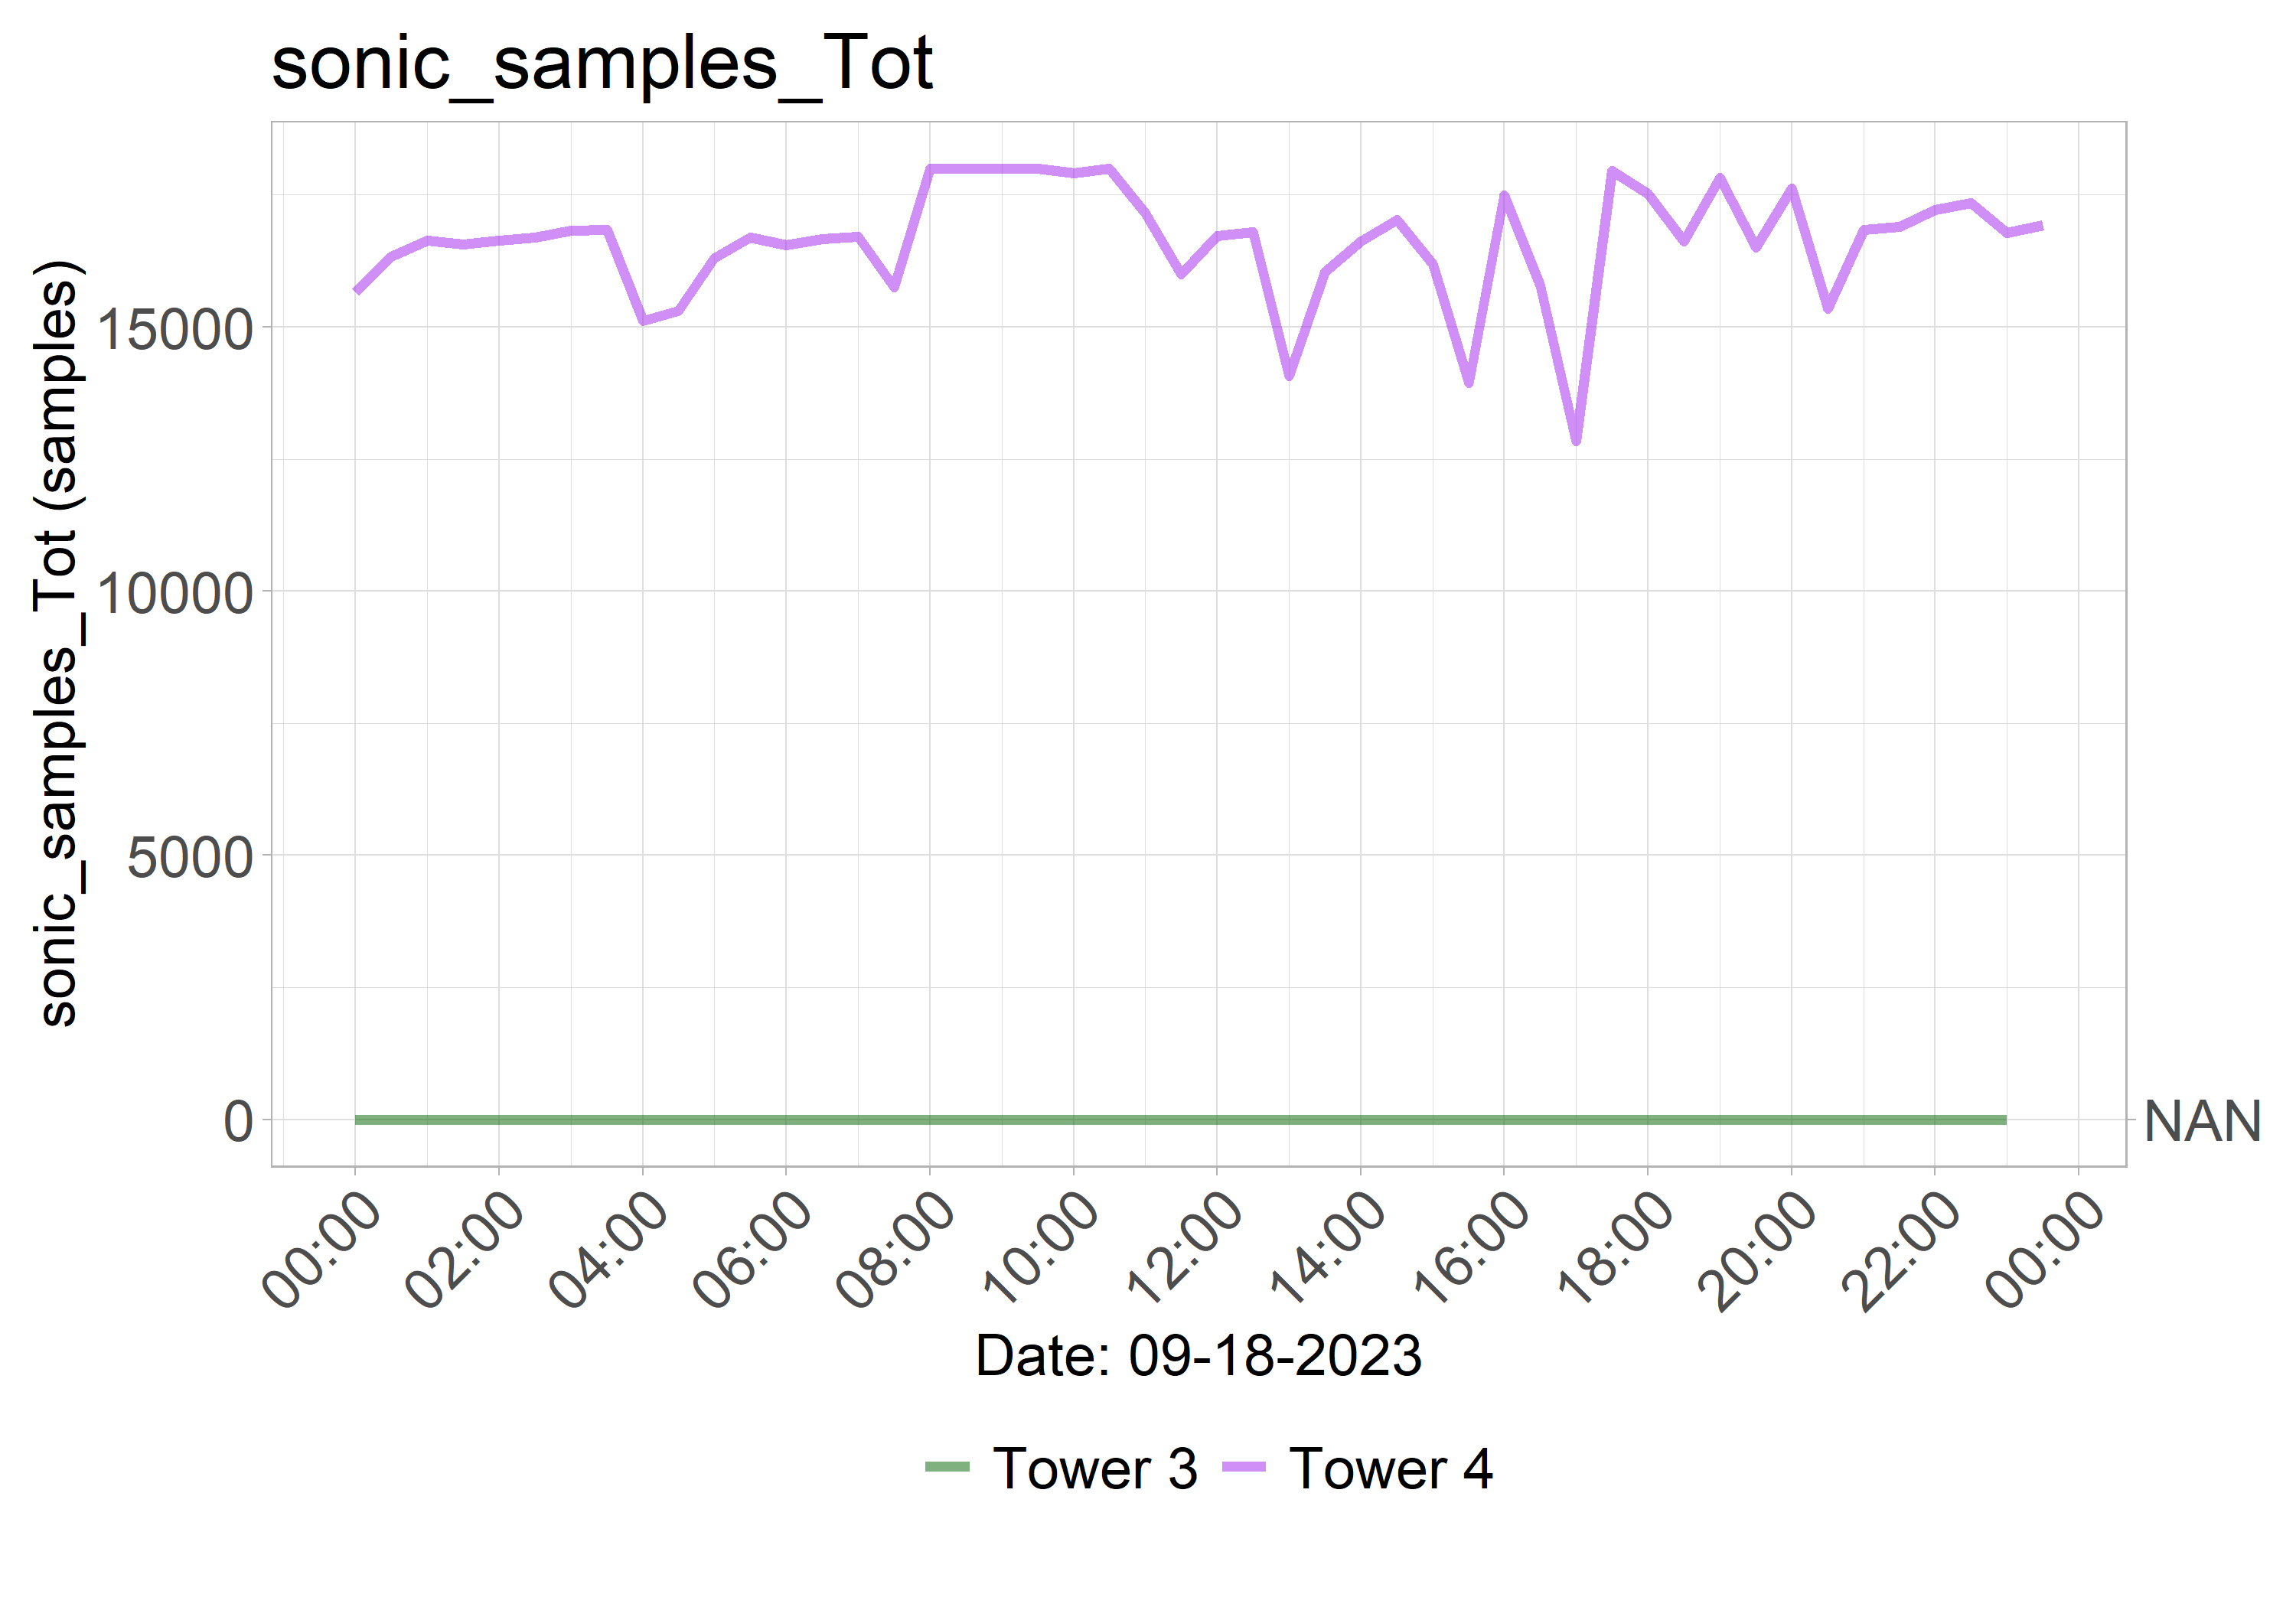 sonic_samples_Tot
sonic_samples_Tot (samples)
15000
10000
5000
0
NAN
00:00
02:00
04:00
06:00
08:00
10:00
12:00
14:00
16:00
18:00
20:00
22:00
00:00
Date: 09-18-2023
Tower 3
Tower 4